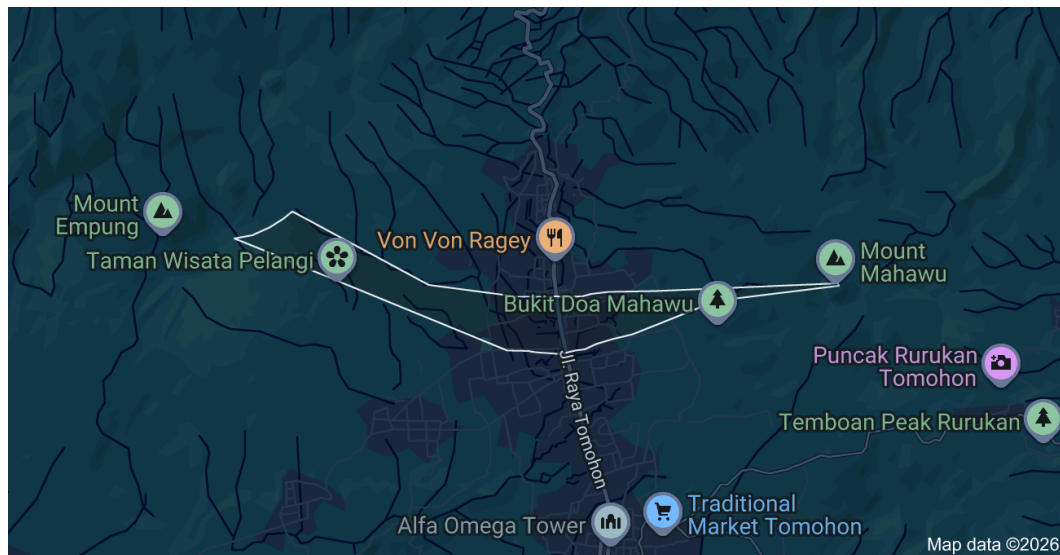 Mount
Empung
Taman Wisata Pelangi
Von Von Ragey
Mount
Mahawu
Bukit Doa Mahawu
Puncak Rurukan
Tomohon
Jl. Raya Tomohon
Temboan Peak Rurukan
Traditional
Market Tomohon
Alfa Omega Tower
Map data ©2026